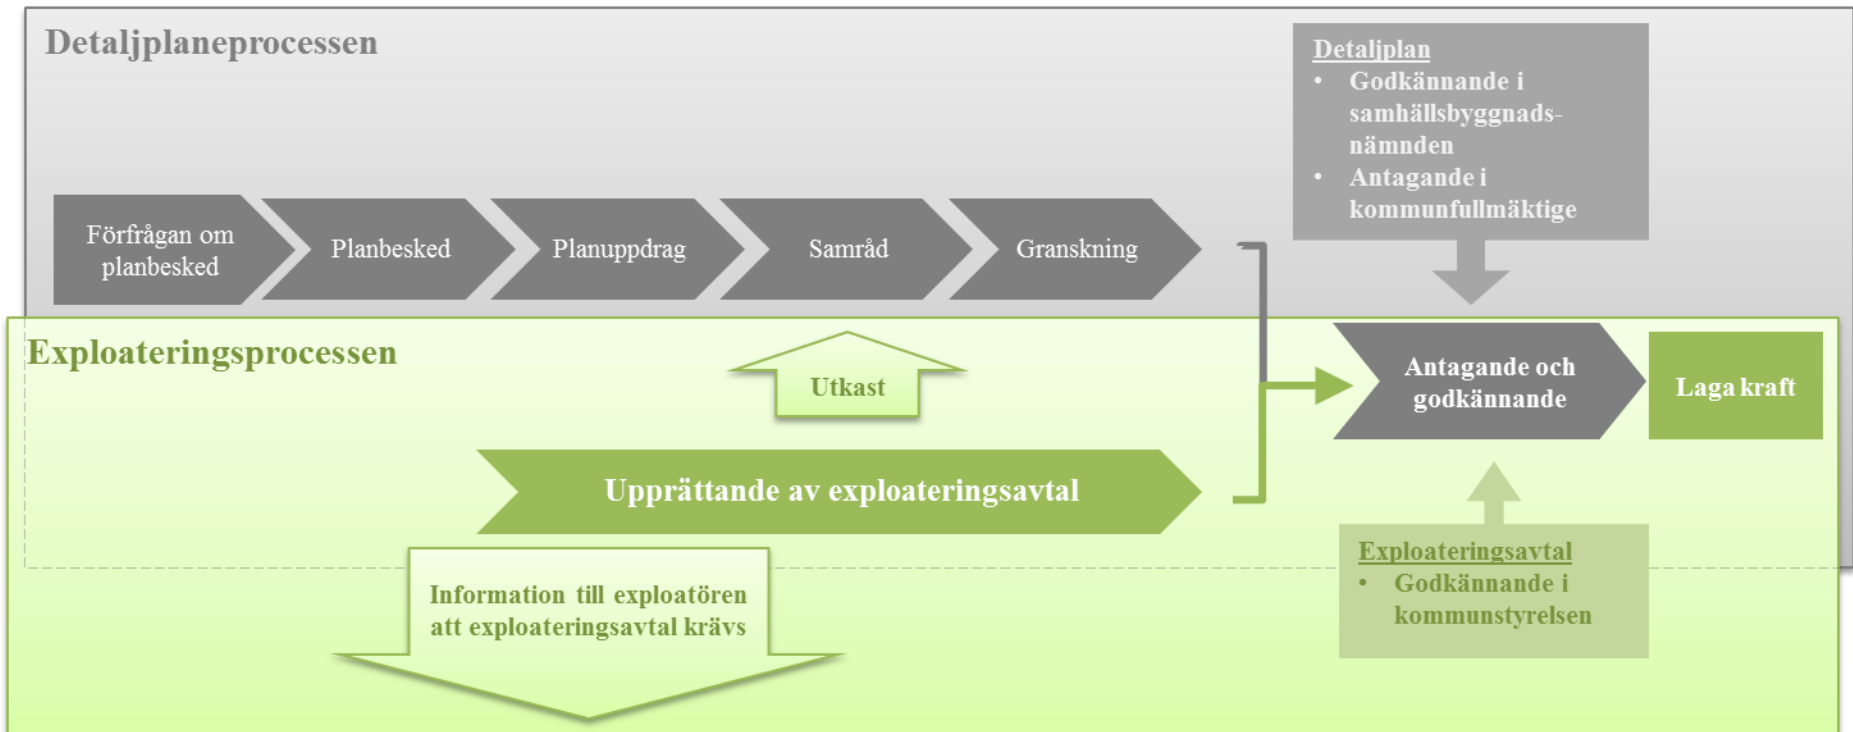 Detaljplaneprocessen
Detaljplan
• Godkännande i
samhällsbyggnads-
nämnden
• Antagande i
kommunfullmäktige
Förfrågan om
planbesked
Planbesked
Planuppdrag
Samråd
Granskning
Exploateringsprocessen
Utkast
Antagande och
godkännande
Laga kraft
Upprättande av exploateringsavtal
Information till exploatören
att exploateringsavtal krävs
Exploateringsavtal
• Godkännande i
kommunstyrelsen